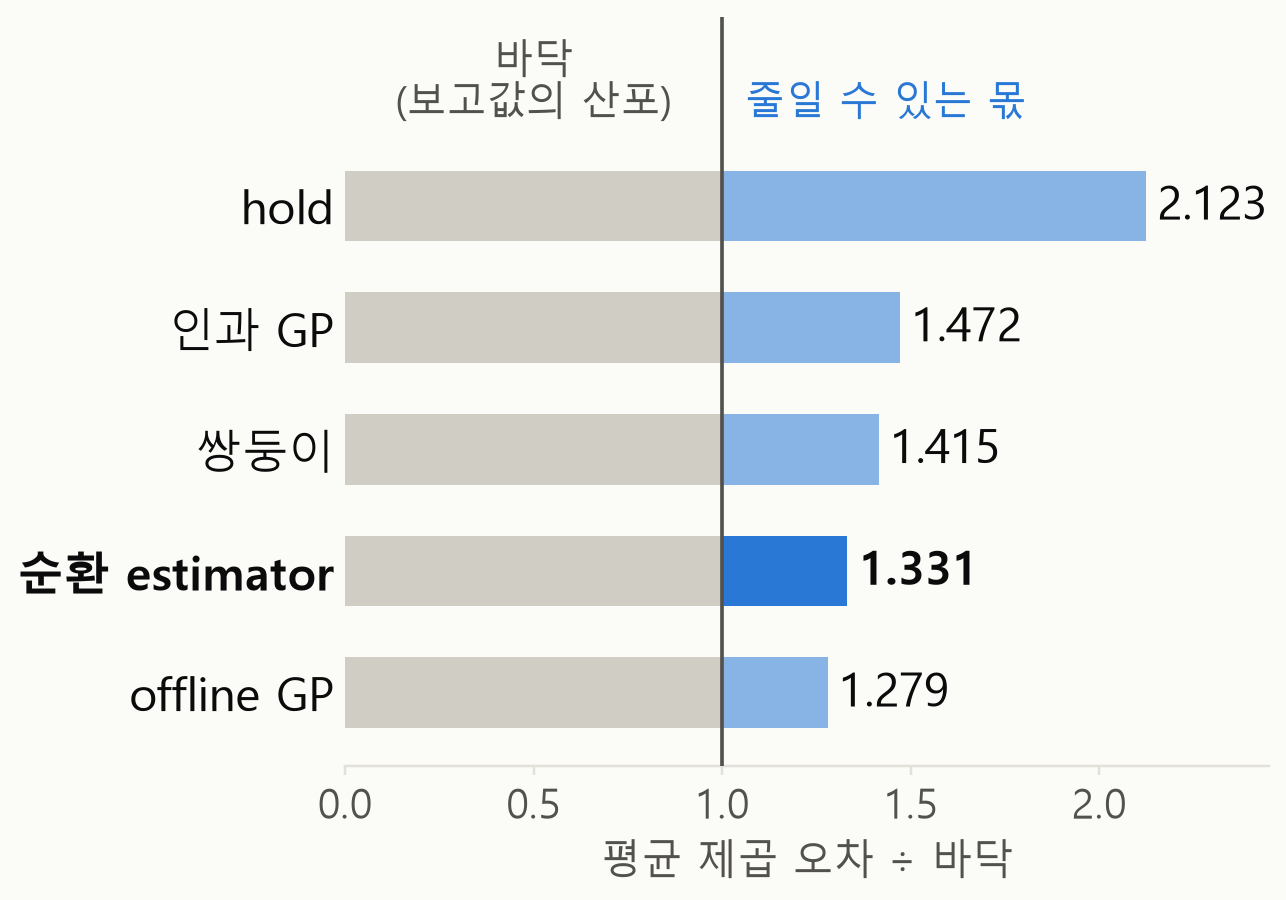 바닥
(보고값의 산포)
줄일 수 있는 몫
hold
2.123
인과 GP
1.472
쌍둥이
1.415
순환 estimator
1.331
offline GP
1.279
0.0 0.5 1.0 1.5 2.0
평균 제곱 오차 ÷ 바닥